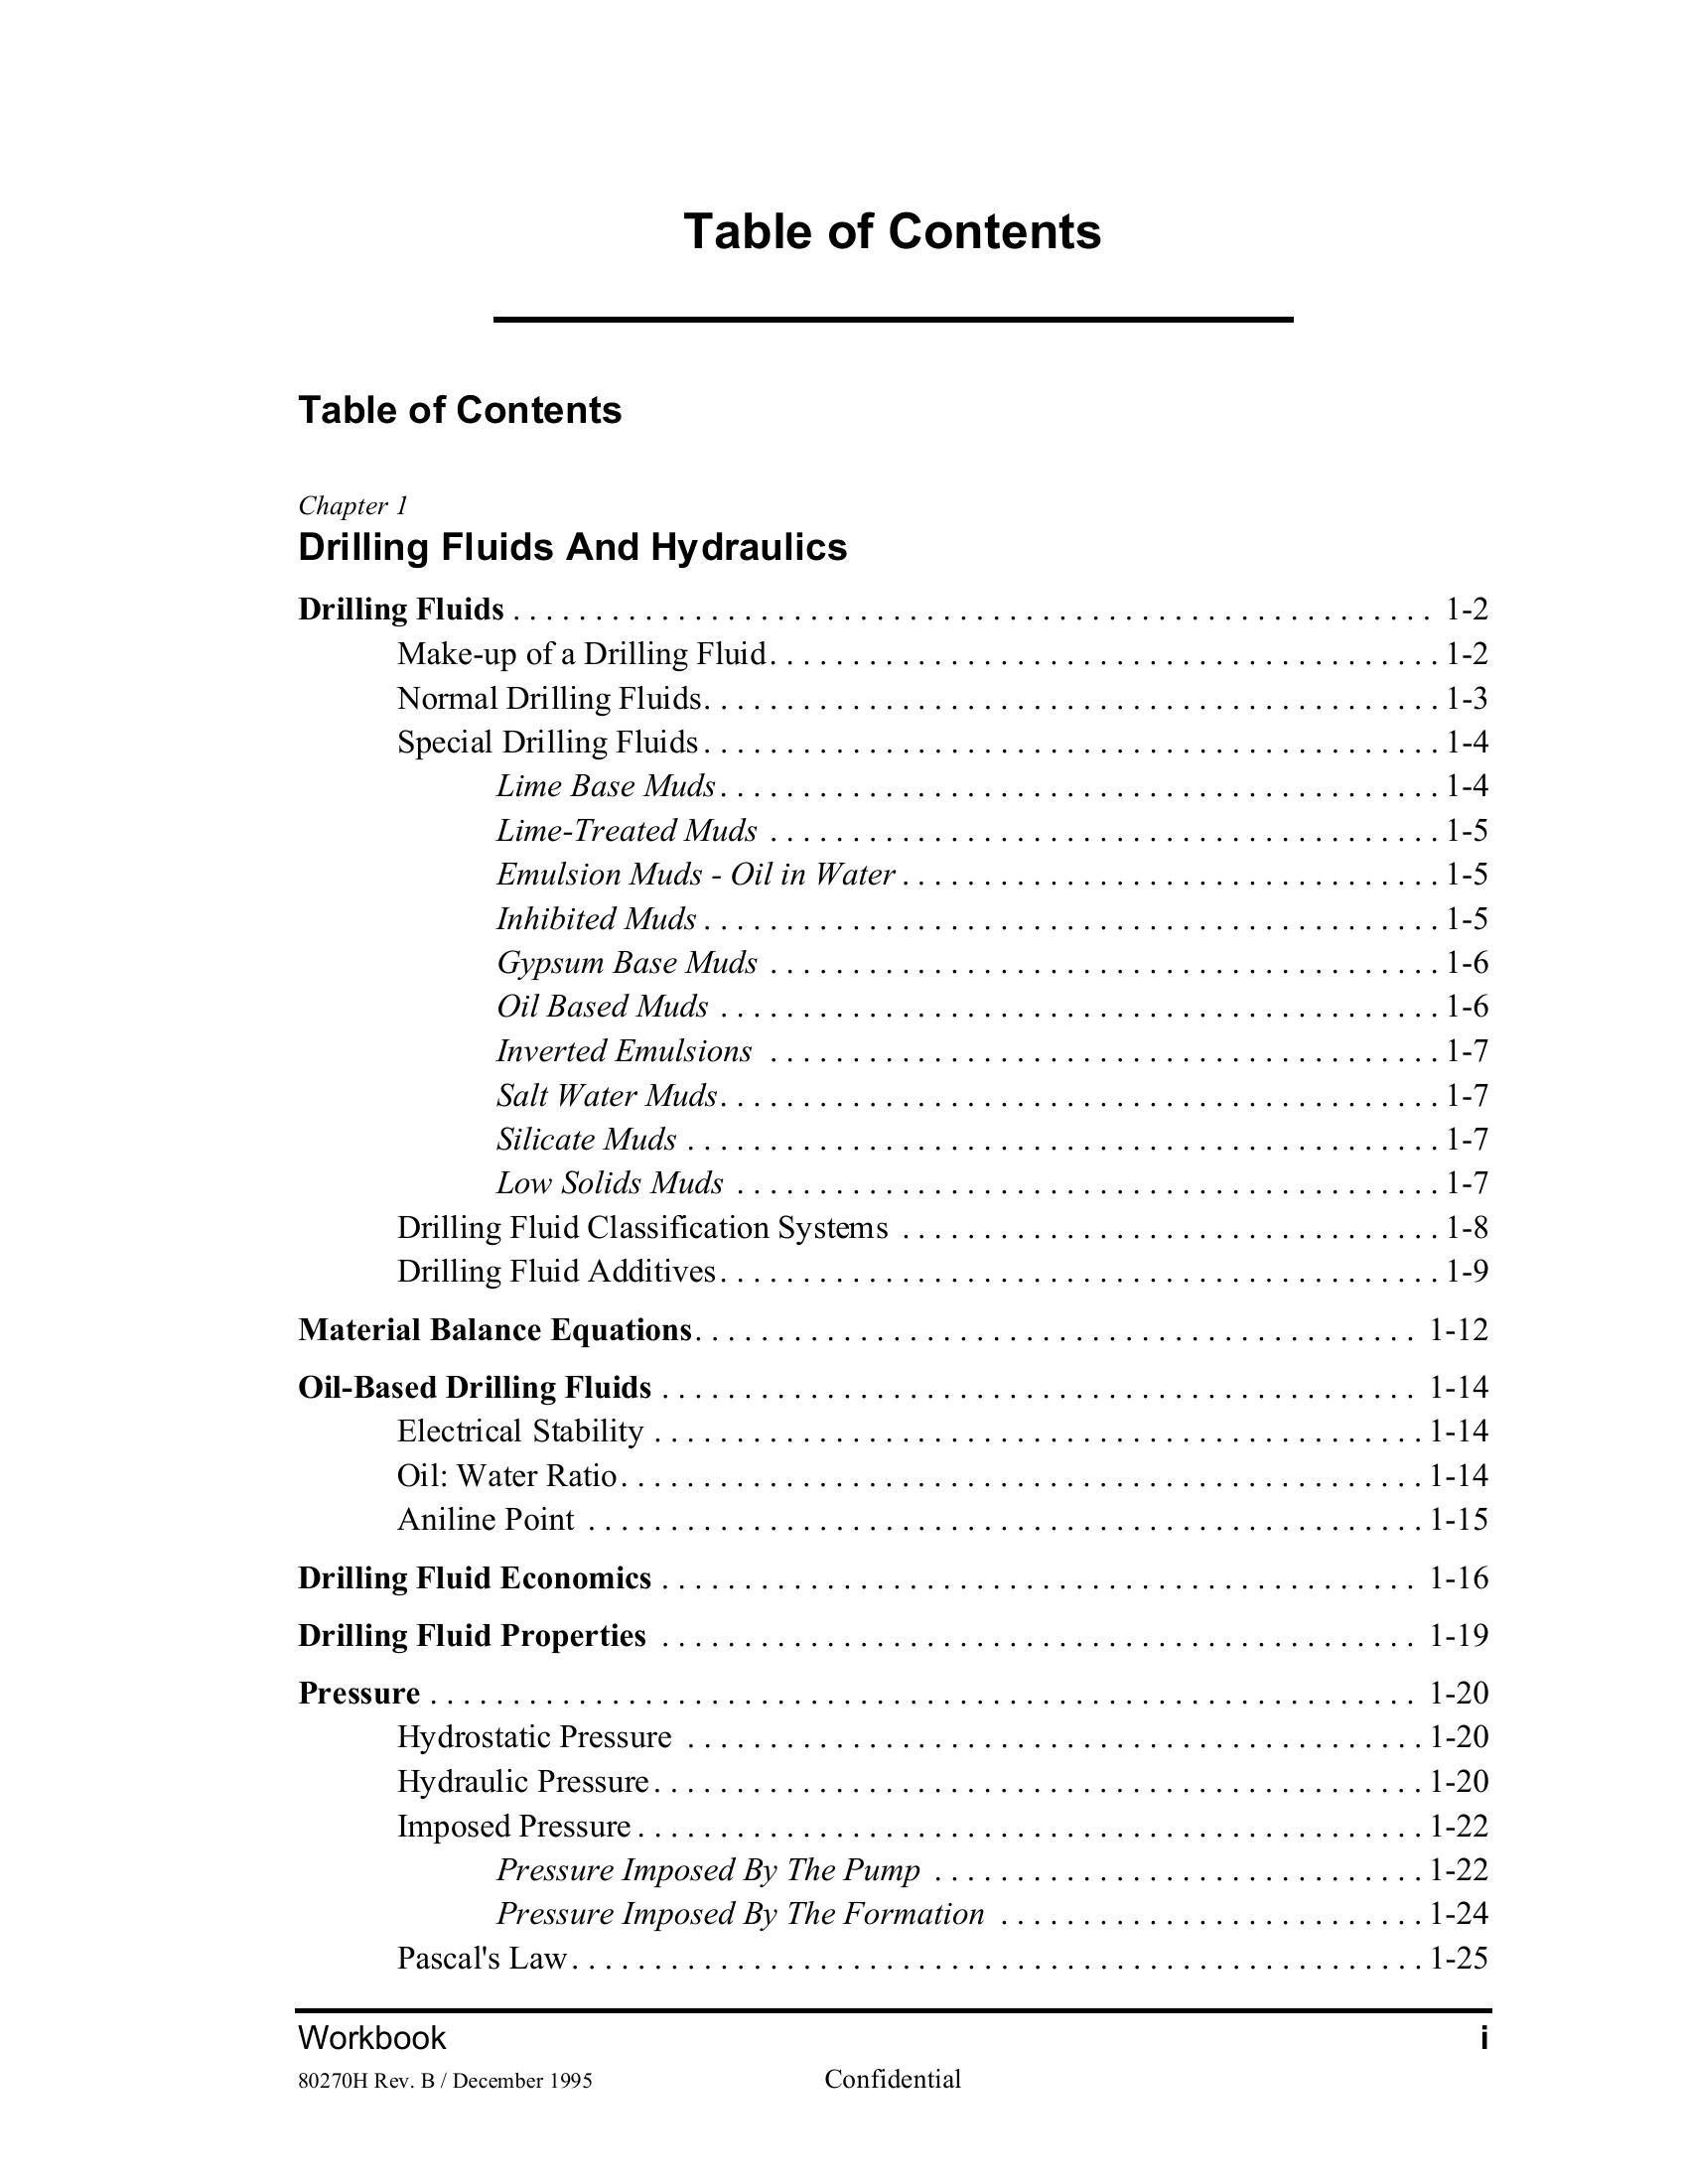 Table of Contents
Table of Contents
Chapter 1
Drilling Fluids And Hydraulics
Drilling Fluids . . . . . . . . . . . . . . . . . . . . . . . . . . . . . . . . . . . . . . . . 1-2
Make-up of a Drilling Fluid. . . . . . . . . . . . . . . . . . . . . . . . . . . . . . 1-2
Normal Drilling Fluids. . . . . . . . . . . . . . . . . . . . . . . . . . . . . . 1-3
Special Drilling Fluids . . . . . . . . . . . . . . . . . . . . . . . . . . . . . . 1-4
Lime Base Muds . . . . . . . . . . . . . . . . . . . . . . . . . . . . . . 1-4
Lime-Treated Muds . . . . . . . . . . . . . . . . . . . . . . . . . . . . . . 1-5
Emulsion Muds - Oil in Water . . . . . . . . . . . . . . . . . . . . . . . . . 1-5
Inhibited Muds . . . . . . . . . . . . . . . . . . . . . . . . . . . . . . 1-5
Gypsum Base Muds . . . . . . . . . . . . . . . . . . . . . . . . . . . . . . 1-6
Oil Based Muds . . . . . . . . . . . . . . . . . . . . . . . . . . . . . . 1-6
Inverted Emulsions . . . . . . . . . . . . . . . . . . . . . . . . . . . . . . 1-7
Salt Water Muds. . . . . . . . . . . . . . . . . . . . . . . . . . . . . . 1-7
Silicate Muds . . . . . . . . . . . . . . . . . . . . . . . . . . . . . . 1-7
Low Solids Muds . . . . . . . . . . . . . . . . . . . . . . . . . . . . . . 1-7
Drilling Fluid Classification Systems . . . . . . . . . . . . . . . . . . . . . . . . . 1-8
Drilling Fluid Additives. . . . . . . . . . . . . . . . . . . . . . . . . . . . . . 1-9
Material Balance Equations. . . . . . . . . . . . . . . . . . . . . . . . . . . . . . 1-12
Oil-Based Drilling Fluids . . . . . . . . . . . . . . . . . . . . . . . . . . . . . . 1-14
Electrical Stability . . . . . . . . . . . . . . . . . . . . . . . . . . . . . . 1-14
Oil: Water Ratio. . . . . . . . . . . . . . . . . . . . . . . . . . . . . . 1-14
Aniline Point . . . . . . . . . . . . . . . . . . . . . . . . . . . . . . 1-15
Drilling Fluid Economics . . . . . . . . . . . . . . . . . . . . . . . . . . . . . . 1-16
Drilling Fluid Properties . . . . . . . . . . . . . . . . . . . . . . . . . . . . . . 1-19
Pressure . . . . . . . . . . . . . . . . . . . . . . . . . . . . . . . . . . . . . . . . 1-20
Hydrostatic Pressure . . . . . . . . . . . . . . . . . . . . . . . . . . . . . . 1-20
Hydraulic Pressure . . . . . . . . . . . . . . . . . . . . . . . . . . . . . . 1-20
Imposed Pressure . . . . . . . . . . . . . . . . . . . . . . . . . . . . . . 1-22
Pressure Imposed By The Pump . . . . . . . . . . . . . . . . . . . . . . . . . 1-22
Pressure Imposed By The Formation . . . . . . . . . . . . . . . . . . . . 1-24
Pascal's Law . . . . . . . . . . . . . . . . . . . . . . . . . . . . . . 1-25
Workbook i
80270H Rev. B / December 1995 Confidential